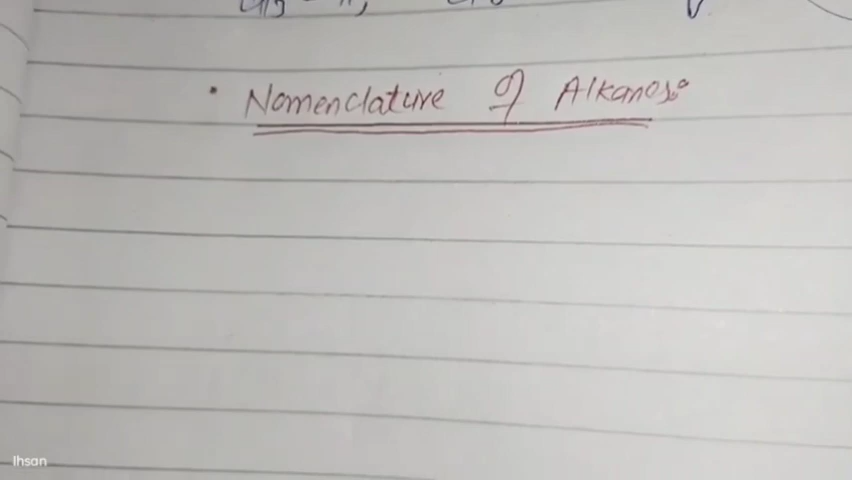 • Nomenclature of Alkanes:
Ihsan